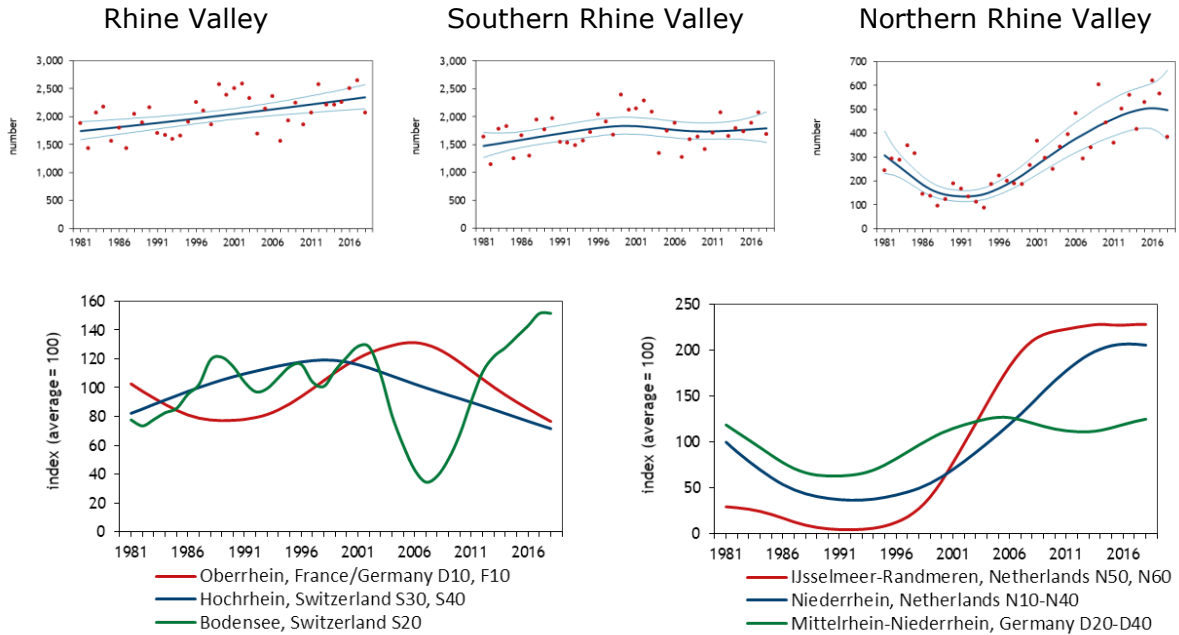 Rhine Valley
Southern Rhine Valley
Northern Rhine Valley
number
3,000
2,500
2,000
1,500
1,000
500
0
1981 1986 1991 1996 2001 2006 2011 2016
number
3,000
2,500
2,000
1,500
1,000
500
0
1981 1986 1991 1996 2001 2006 2011 2016
number
700
600
500
400
300
200
100
0
1981 1986 1991 1996 2001 2006 2011 2016
index (average = 100)
160
140
120
100
80
60
40
20
0
1981 1986 1991 1996 2001 2006 2011 2016
Oberrhein, France/Germany D10, F10
Hochrhein, Switzerland S30, S40
Bodensee, Switzerland S20
index (average = 100)
250
200
150
100
50
0
1981 1986 1991 1996 2001 2006 2011 2016
IJsselmeer-Randmeren, Netherlands N50, N60
Niederrhein, Netherlands N10-N40
Mittelrhein-Niederrhein, Germany D20-D40